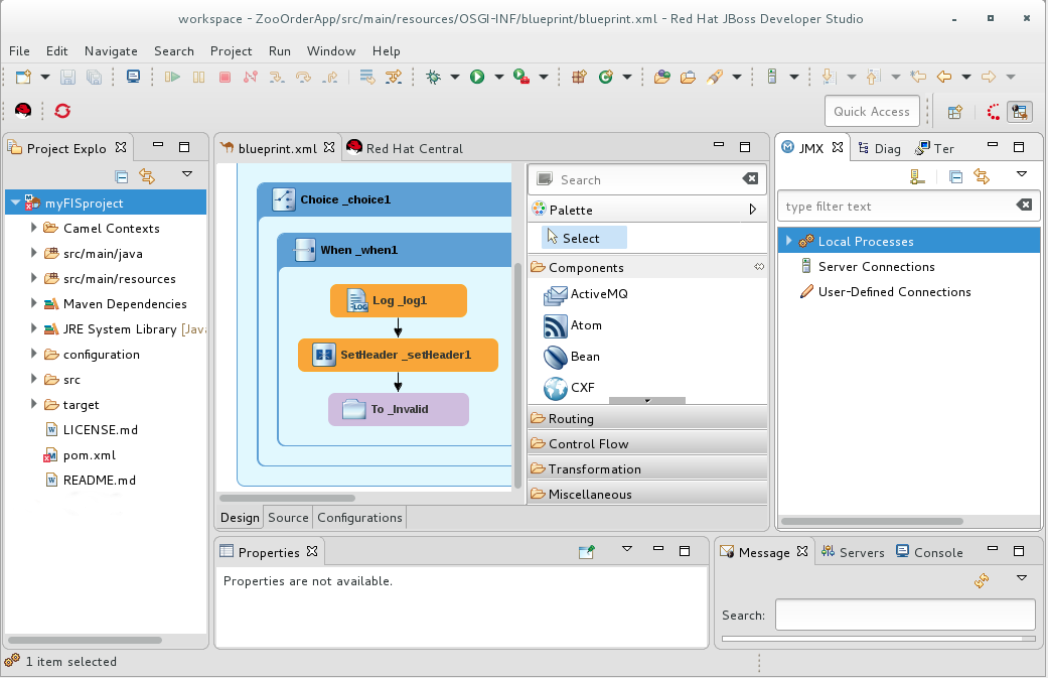 workspace - ZooOrderApp/src/main/resources/OSGI-INF/blueprint/blueprint.xml - Red Hat JBoss Developer Studio
File Edit Navigate Search Project Run Window Help
Quick Access
Project Explo
myFISproject
Camel Contexts
src/main/java
src/main/resources
Maven Dependencies
JRE System Library [Java
configuration
src
target
LICENSE.md
pom.xml
README.md
blueprint.xml
Red Hat Central
Choice _choice1
When _when1
Log _log1
SetHeader _setHeader1
To _Invalid
Design Source Configurations
Search
Palette
Select
Components
ActiveMQ
Atom
Bean
CXF
Routing
Control Flow
Transformation
Miscellaneous
JMX Diag Ter
type filter text
Local Processes
Server Connections
User-Defined Connections
Properties
Properties are not available.
Message Servers Console
Search:
1 item selected